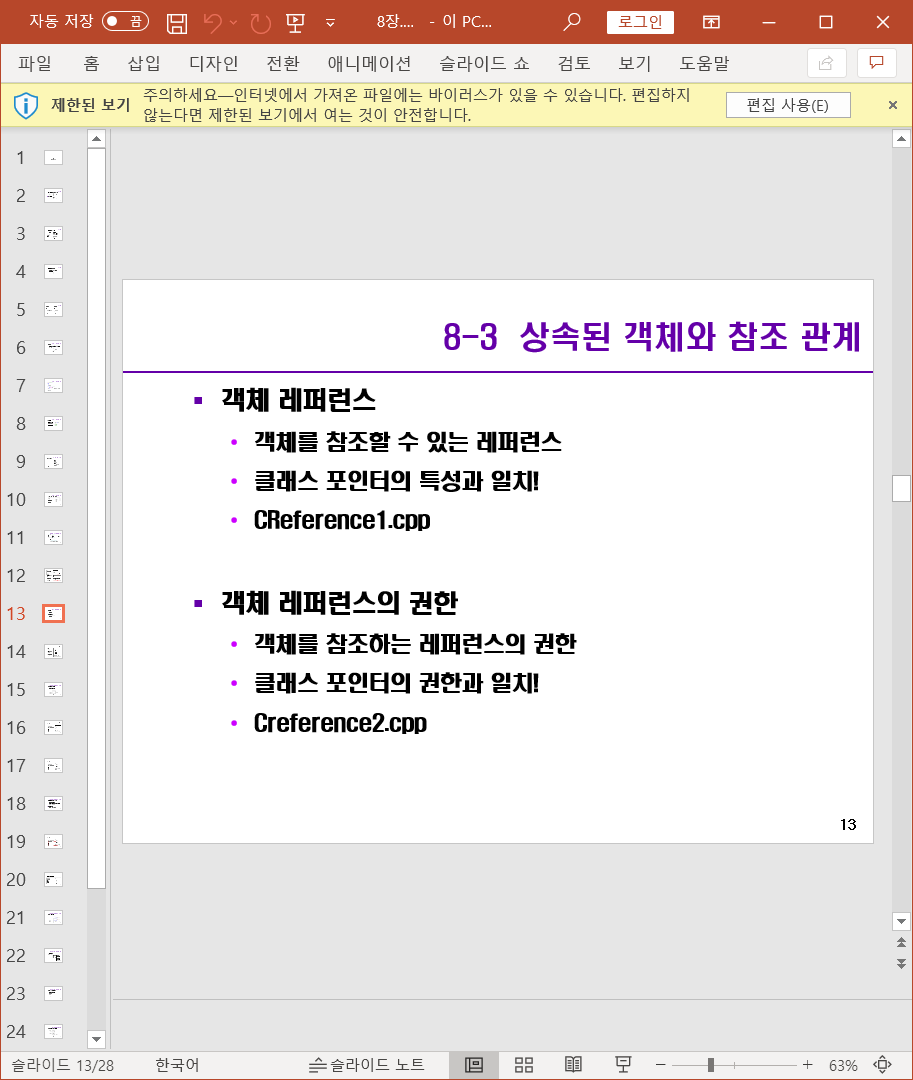 자동 저장 끔 8장.... - 이 PC... 로그인
파일 홈 삽입 디자인 전환 애니메이션 슬라이드 쇼 검토 보기 도움말
제한된 보기 주의하세요—인터넷에서 가져온 파일에는 바이러스가 있을 수 있습니다. 편집하지
않는다면 제한된 보기에서 여는 것이 안전합니다.
편집 사용(E)
1
2
3
4
5
6
7
8
9
10
11
12
13
14
15
16
17
18
19
20
21
22
23
24
8-3 상속된 객체와 참조 관계
객체 레퍼런스
객체를 참조할 수 있는 레퍼런스
클래스 포인터의 특성과 일치!
CReference1.cpp
객체 레퍼런스의 권한
객체를 참조하는 레퍼런스의 권한
클래스 포인터의 권한과 일치!
Creference2.cpp
13
슬라이드 13/28 한국어 슬라이드 노트 63%